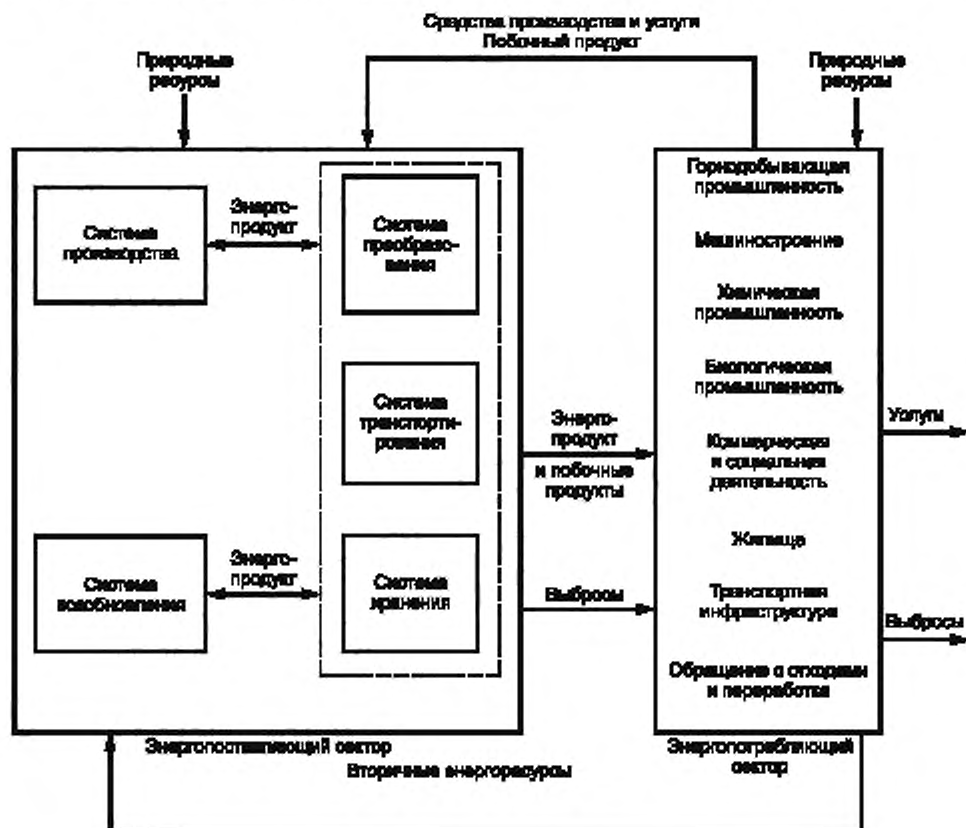 Средства производства и услуги
Побочный продукт
Природные
ресурсы
Природные
ресурсы
Система
производства
Энерго-
продукт
Система
преобразо-
вания
Система
транспорти-
рования
Система
возобновления
Энерго-
продукт
Система
хранения
Энерго-
продукт
и побочные
продукты
Выбросы
Горнодобывающая
промышленность
Машиностроение
Химическая
промышленность
Биологическая
промышленность
Коммерческая
и социальная
деятельность
Жилища
Транспортная
инфраструктура
Обращение с отходами
и переработка
Услуги
Выбросы
Энергопоставляющий сектор
Энергопотребляющий
сектор
Вторичные энергоресурсы